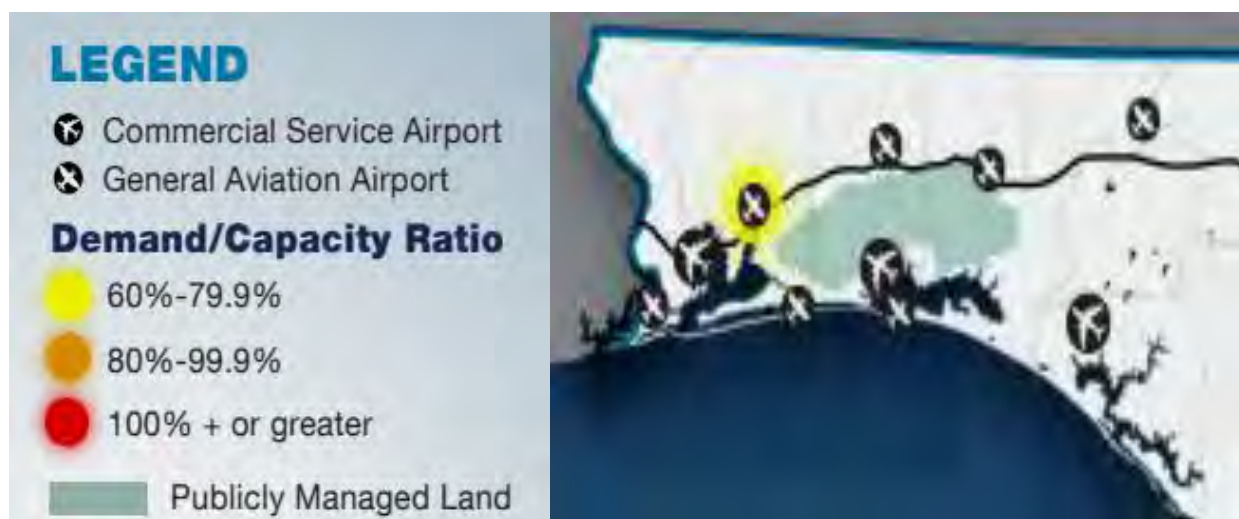 LEGEND
Commercial Service Airport
General Aviation Airport
Demand/Capacity Ratio
60%-79.9%
80%-99.9%
100% + or greater
Publicly Managed Land